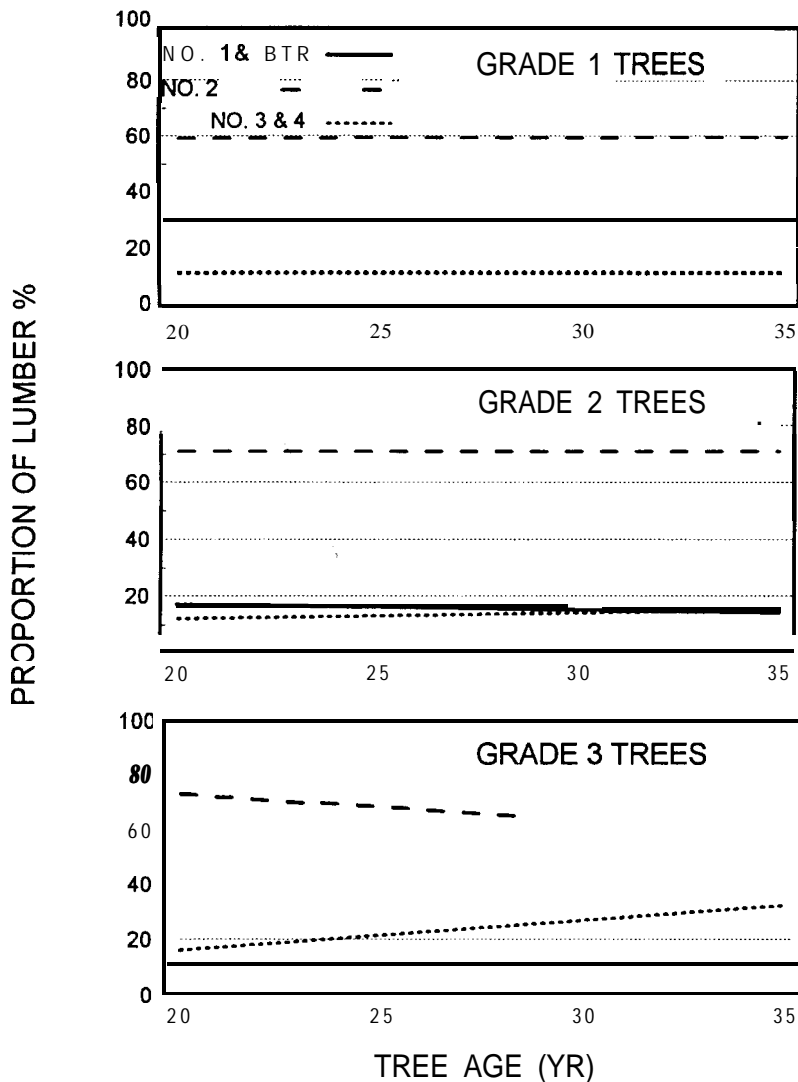 PROPORTION OF LUMBER %
100
80
60
40
20
0
NO. 1& BTR
NO. 2
NO. 3 & 4
GRADE 1 TREES
20 25 30 35
100
80
60
40
20
GRADE 2 TREES
20 25 30 35
100
80
60
40
20
0
GRADE 3 TREES
20 25 30 35
TREE AGE (YR)